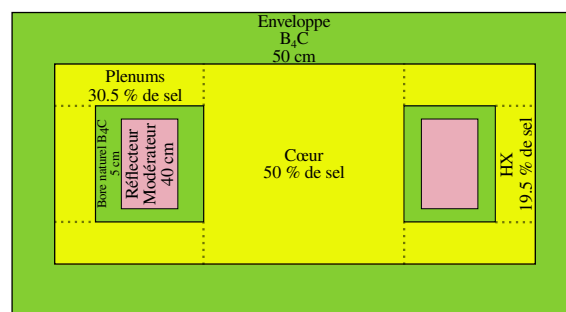 Enveloppe
B₄C
50 cm
Plenums
30.5 % de sel
Bore naturel B₄C
5 cm
Réflecteur
Modérateur
40 cm
Cœur
50 % de sel
HX
19.5 % de sel